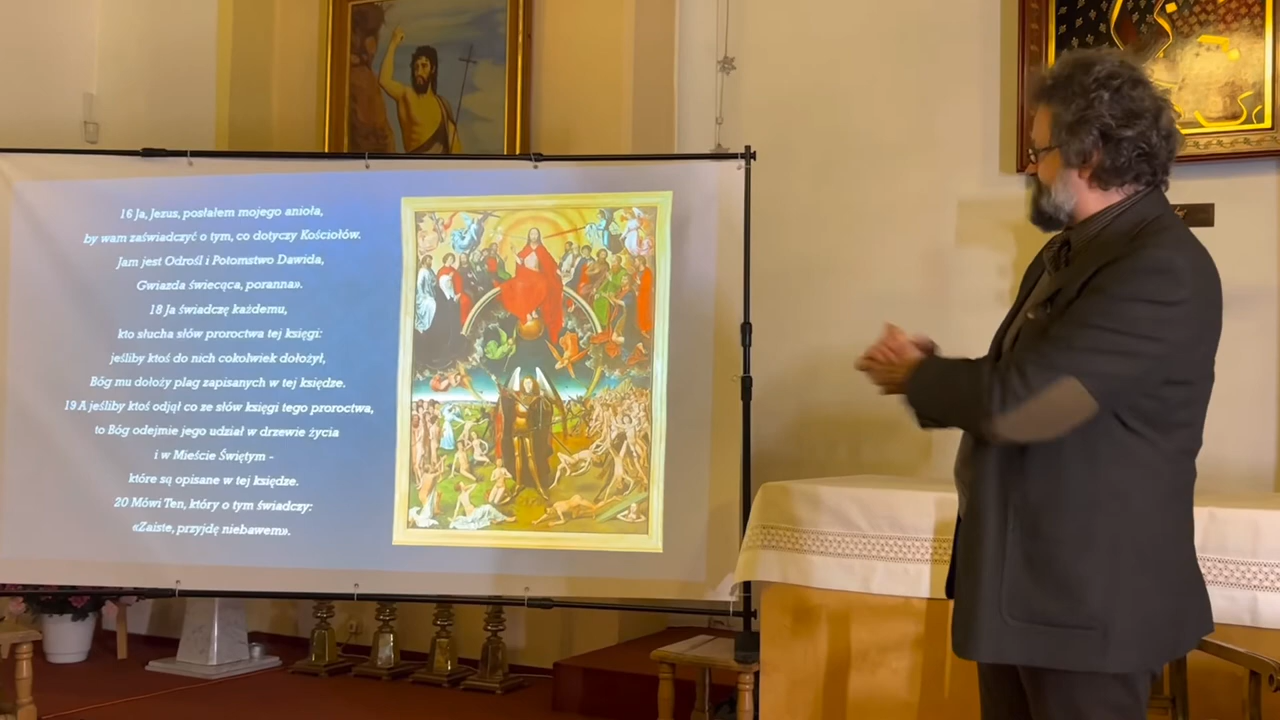 16 Ja, Jezus, posłałem mojego anioła,
by wam zaświadczyć o tym, co dotyczy Kościołów.
Jam jest Odrośl i Potomstwo Dawida,
Gwiazda świecąca, poranna».
18 Ja świadczę każdemu,
kto słucha słów proroctwa tej księgi:
jeśliby ktoś do nich cokolwiek dołożył,
Bóg mu dołoży plag zapisanych w tej księdze.
19 A jeśliby ktoś odjął co ze słów księgi tego proroctwa,
to Bóg odejmie jego udział w drzewie życia
i w Mieście Świętym -
które są opisane w tej księdze.
20 Mówi Ten, który o tym świadczy:
«Zaiste, przyjdę niebawem».